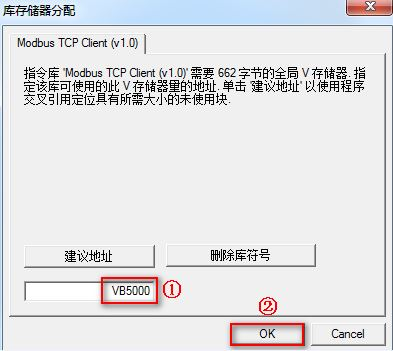 库存储器分配
Modbus TCP Client (v1.0)
指令库 'Modbus TCP Client (v1.0)' 需要 662 字节的全局 V 存储器. 指
定该库可使用的此 V 存储器量的地址. 单击 '建议地址' 以使用程序
交叉引用定位具有所需大小的未使用块.
建议地址
删除库符号
VB5000 ①
②
OK
Cancel